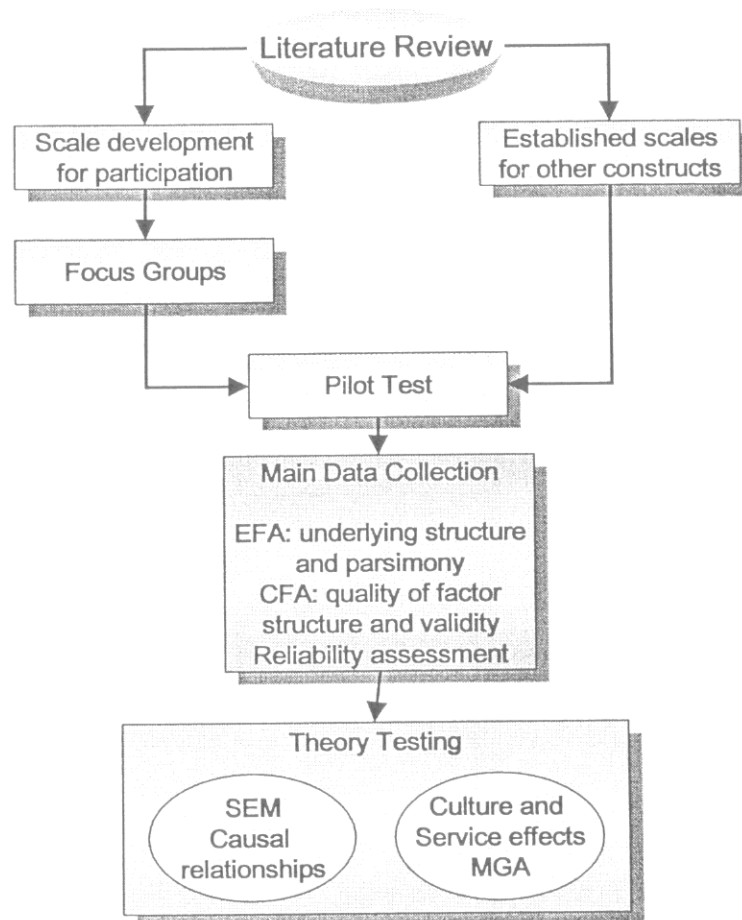 Literature Review
Scale development
for participation
Established scales
for other constructs
Focus Groups
Pilot Test
Main Data Collection
EFA: underlying structure
and parsimony
CFA: quality of factor
structure and validity
Reliability assessment
Theory Testing
SEM
Causal
relationships
Culture and
Service effects
MGA